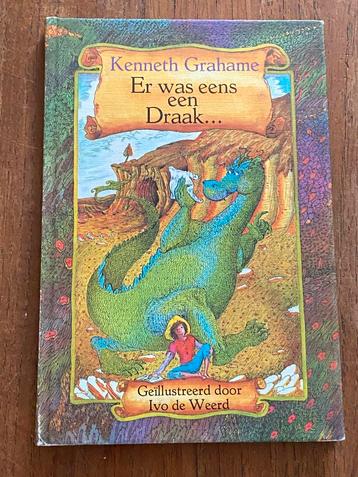 Kenneth Grahame
Er was eens
een
Draak...
Geïllustreerd door
Ivo de Weerd